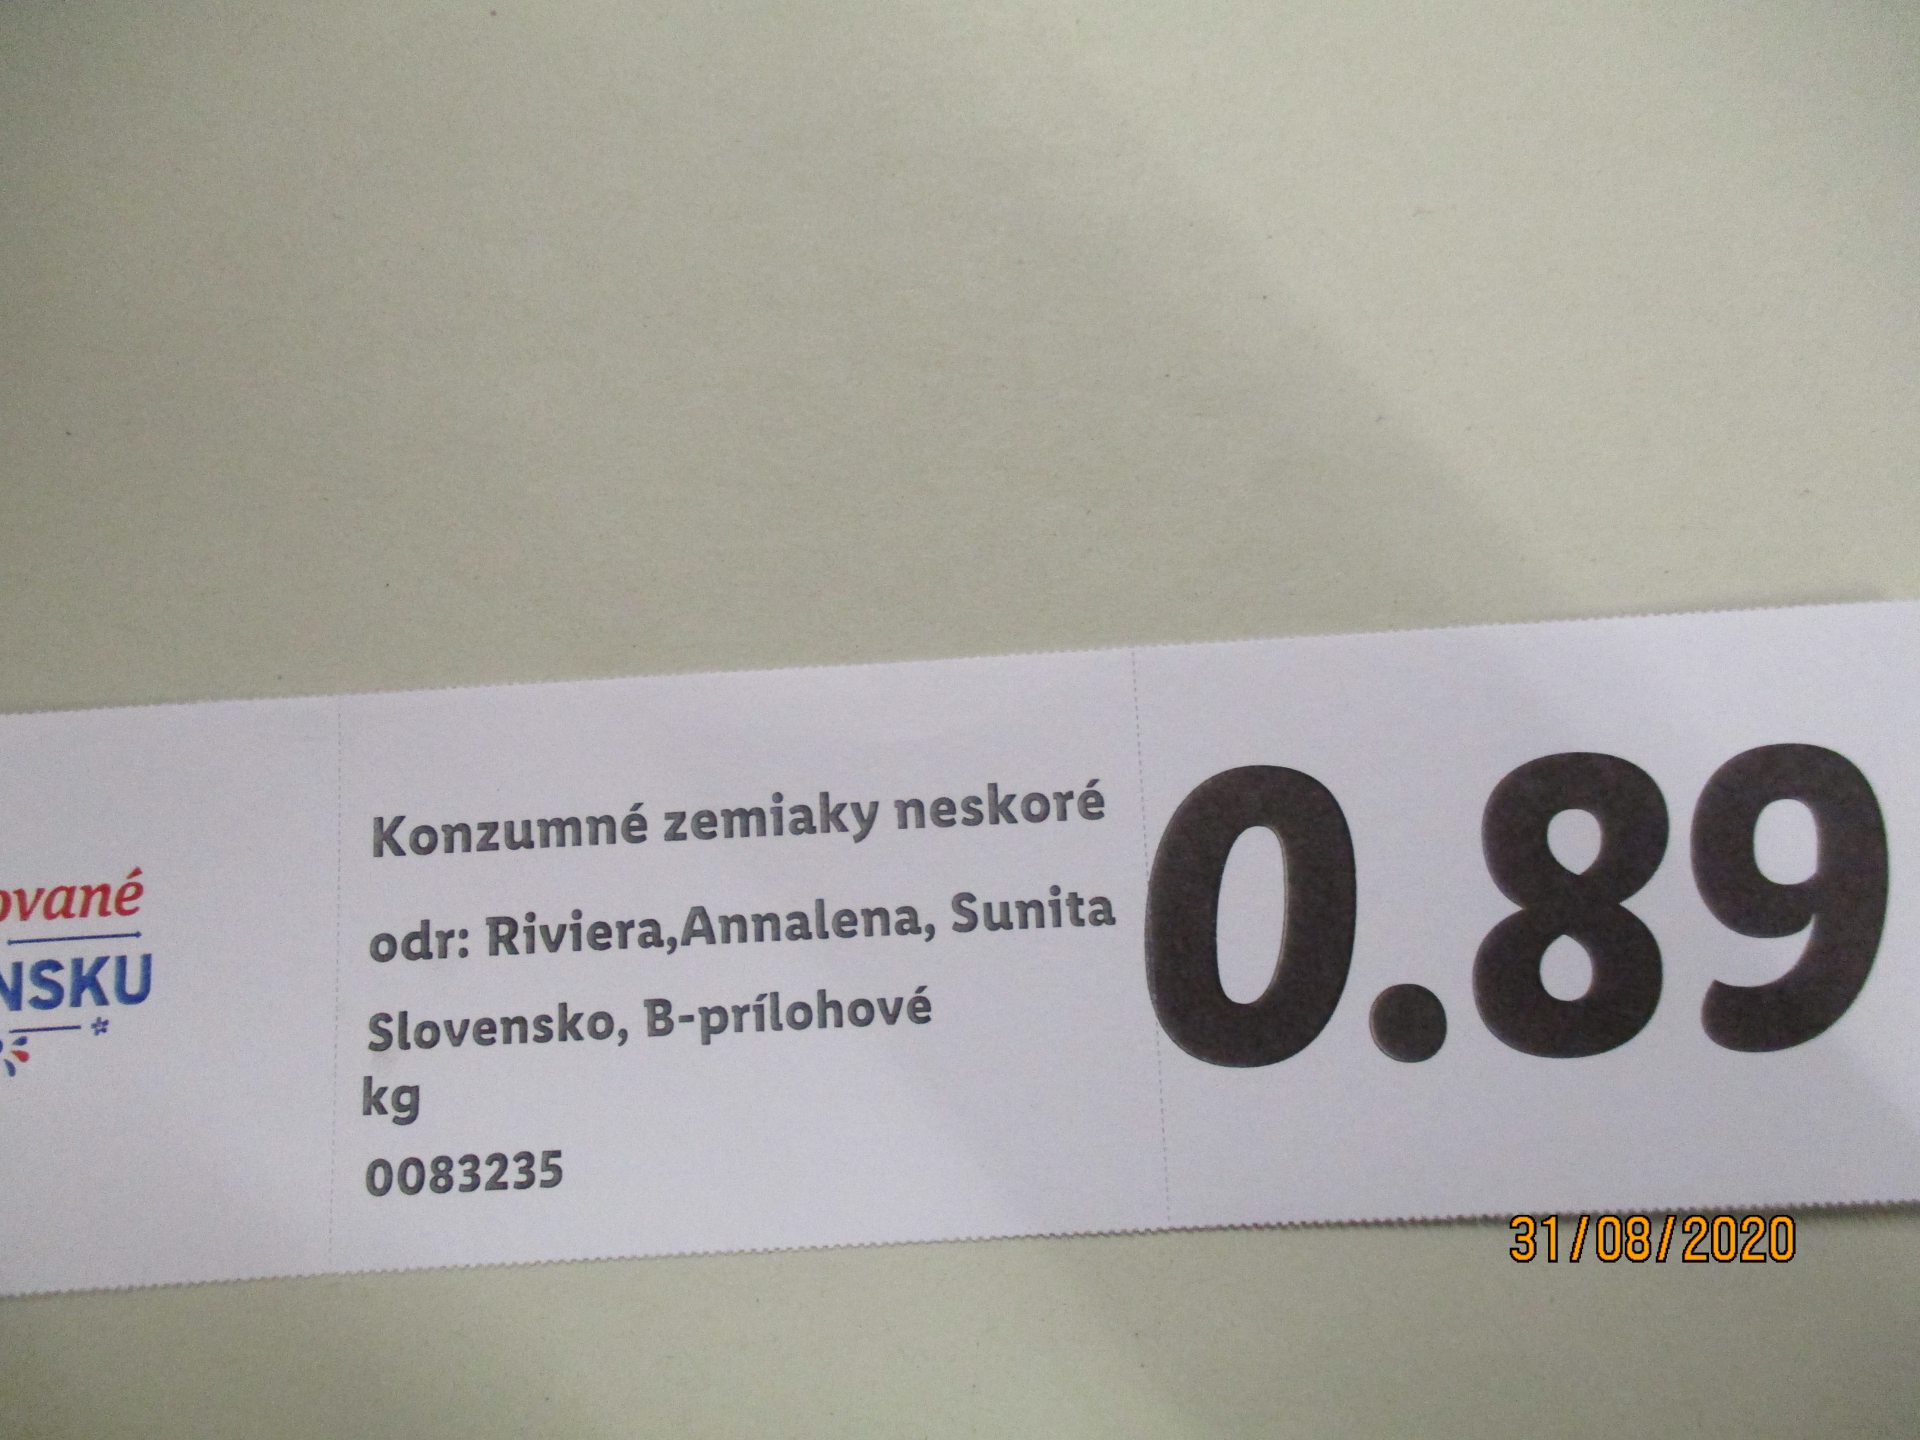 ované
NSKU
Konzumné zemiaky neskoré
odr: Riviera,Annalena, Sunita
Slovensko, B-prílohové
kg
0083235
0.89
31/08/2020